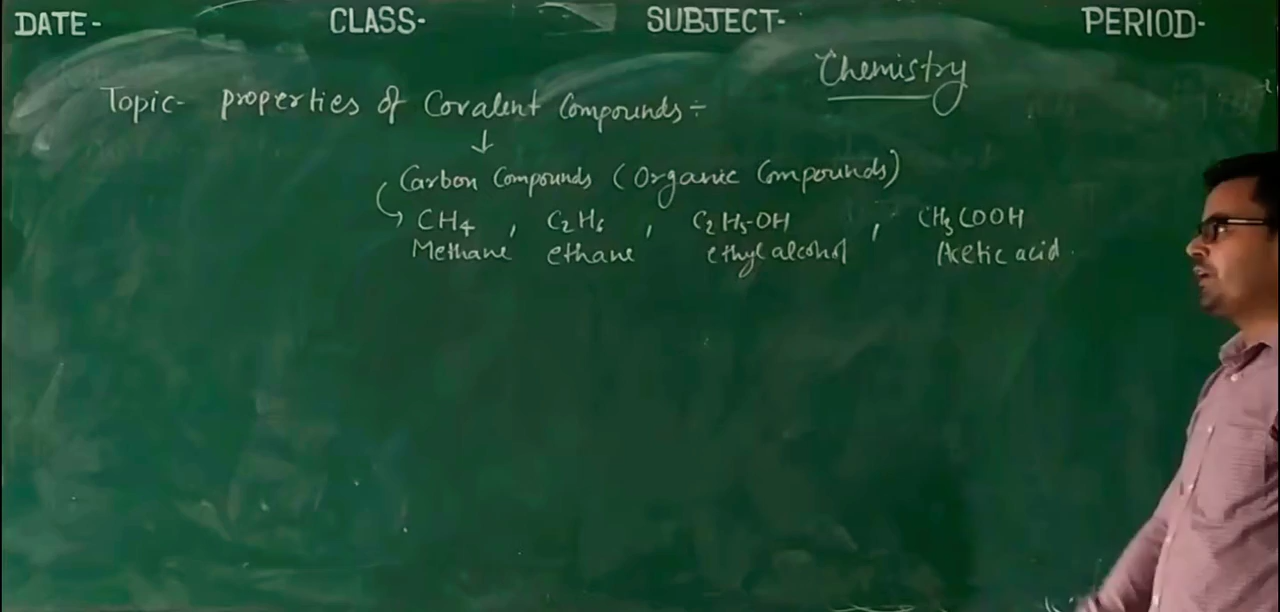 DATE- CLASS- SUBJECT- PERIOD-
Chemistry
Topic- properties of Covalent Compounds÷
↓
Carbon Compounds (Organic Compounds)
→ CH4 , C2H6 , C2H5-OH , CH3COOH
Methane ethane ethyl alcohol Acetic acid.